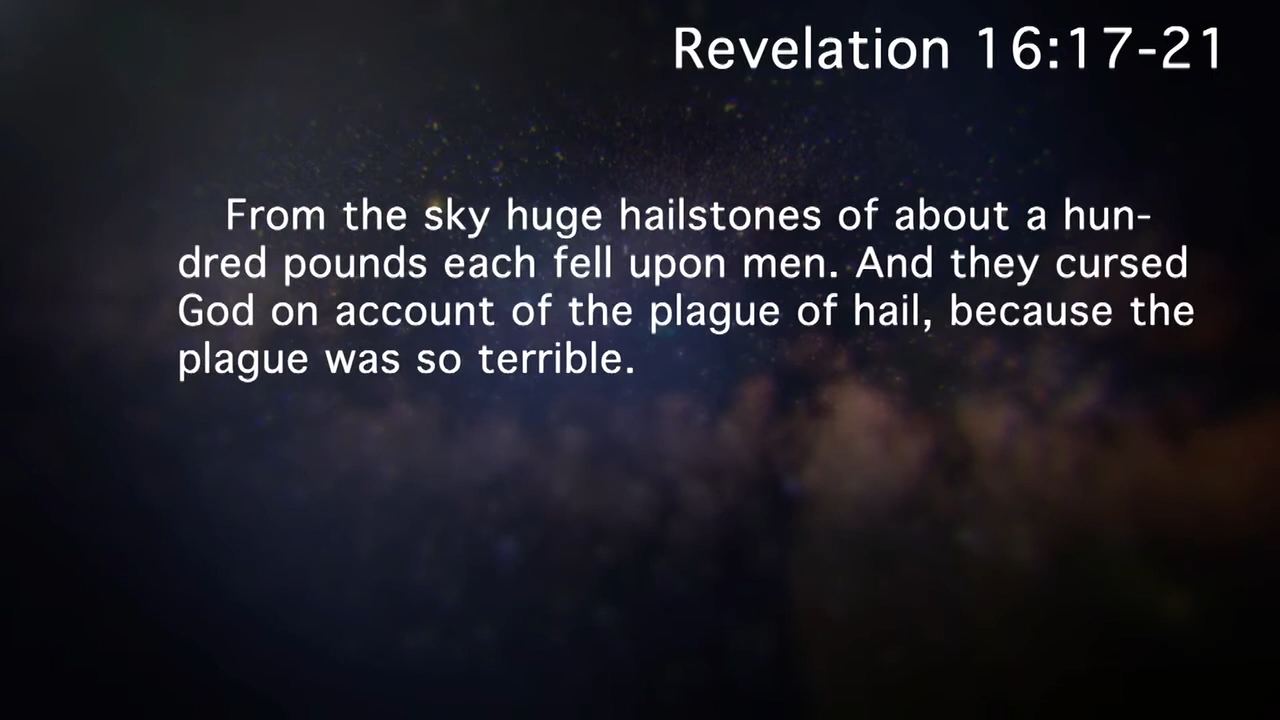 Revelation 16:17-21
From the sky huge hailstones of about a hun-
dred pounds each fell upon men. And they cursed
God on account of the plague of hail, because the
plague was so terrible.